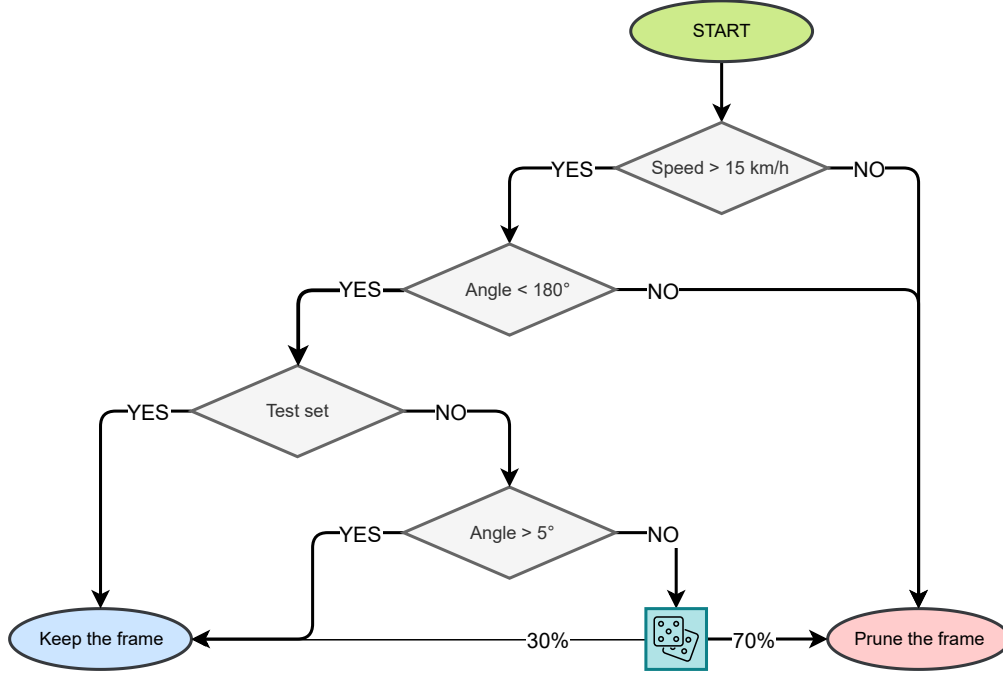 START
Speed > 15 km/h
YES
NO
Angle < 180°
YES
NO
Test set
YES
NO
Angle > 5°
YES
NO
Keep the frame
30%
70%
Prune the frame